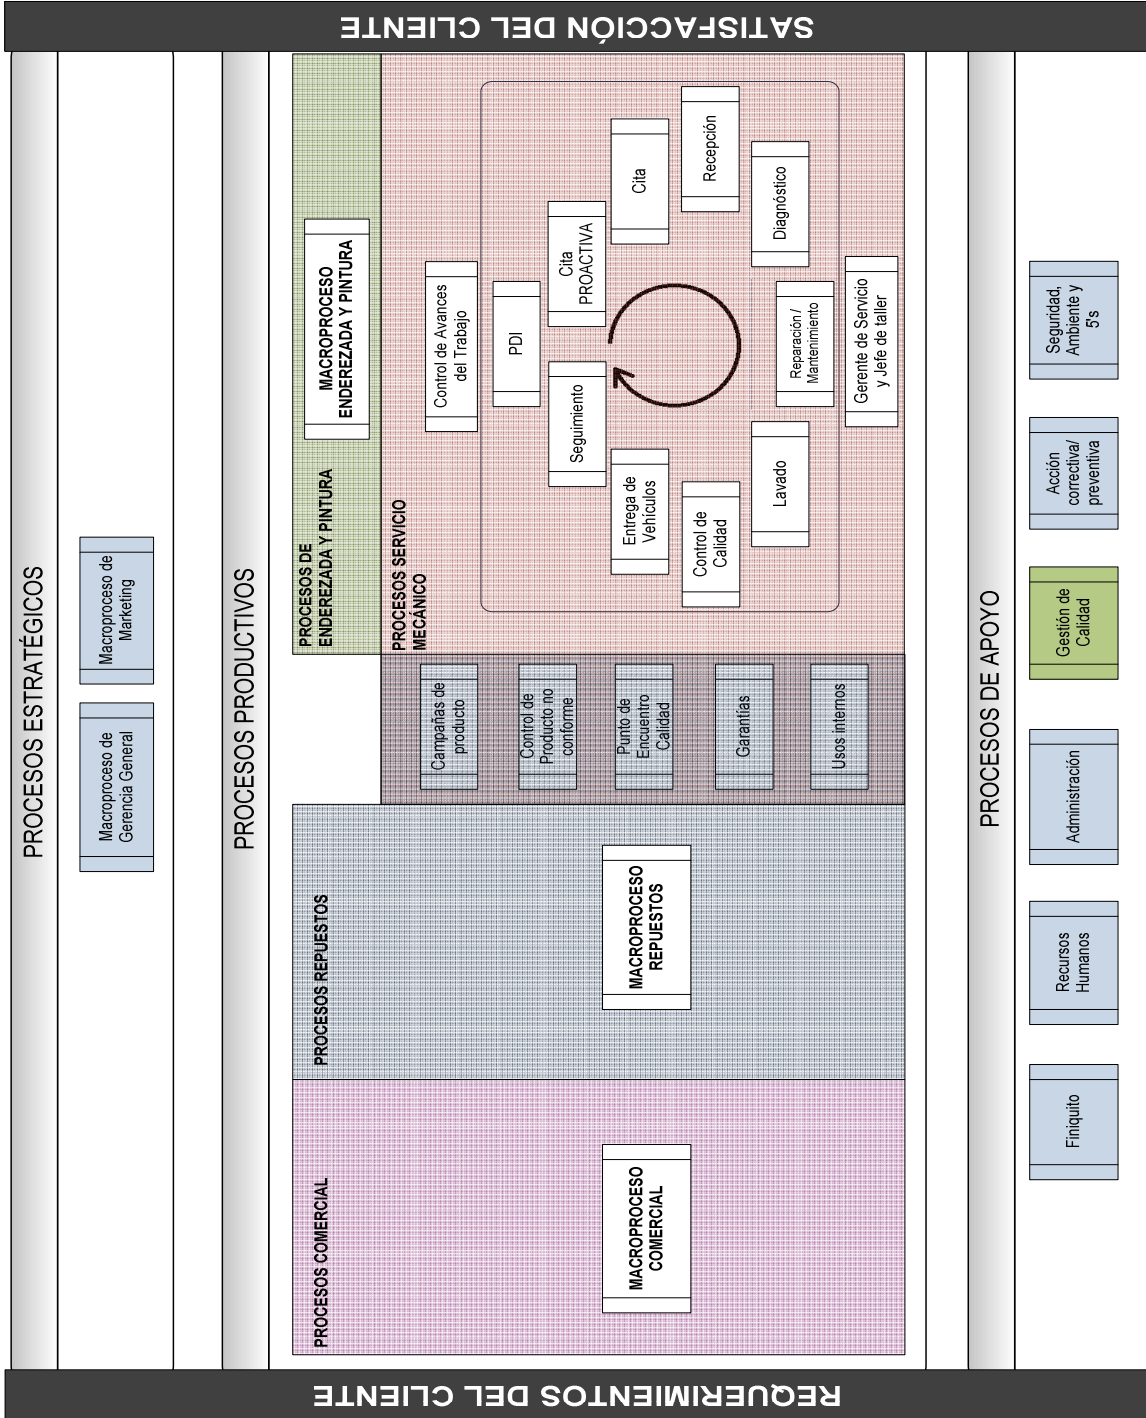 REQUERIMIENTOS DEL CLIENTE
PROCESOS ESTRATÉGICOS
Macroproceso de
Gerencia General
Macroproceso de
Marketing
PROCESOS PRODUCTIVOS
PROCESOS COMERCIAL
MACROPROCESO
COMERCIAL
PROCESOS REPUESTOS
MACROPROCESO
REPUESTOS
Campañas de
producto
Control de
Producto no
conforme
Punto de
Encuentro
Calidad
Garantías
Usos internos
PROCESOS DE
ENDEREZADA Y PINTURA
MACROPROCESO
ENDEREZADA Y PINTURA
PROCESOS SERVICIO
MECÁNICO
Control de Avances
del Trabajo
PDI
Seguimiento
Cita
PROACTIVA
Entrega de
Vehículos
Cita
Control de
Calidad
Recepción
Lavado
Diagnóstico
Reparación /
Mantenimiento
Gerente de Servicio
y Jefe de taller
PROCESOS DE APOYO
Finiquito
Recursos
Humanos
Administración
Gestión de
Calidad
Acción
correctiva/
preventiva
Seguridad,
Ambiente y
5's
SATISFACCIÓN DEL CLIENTE